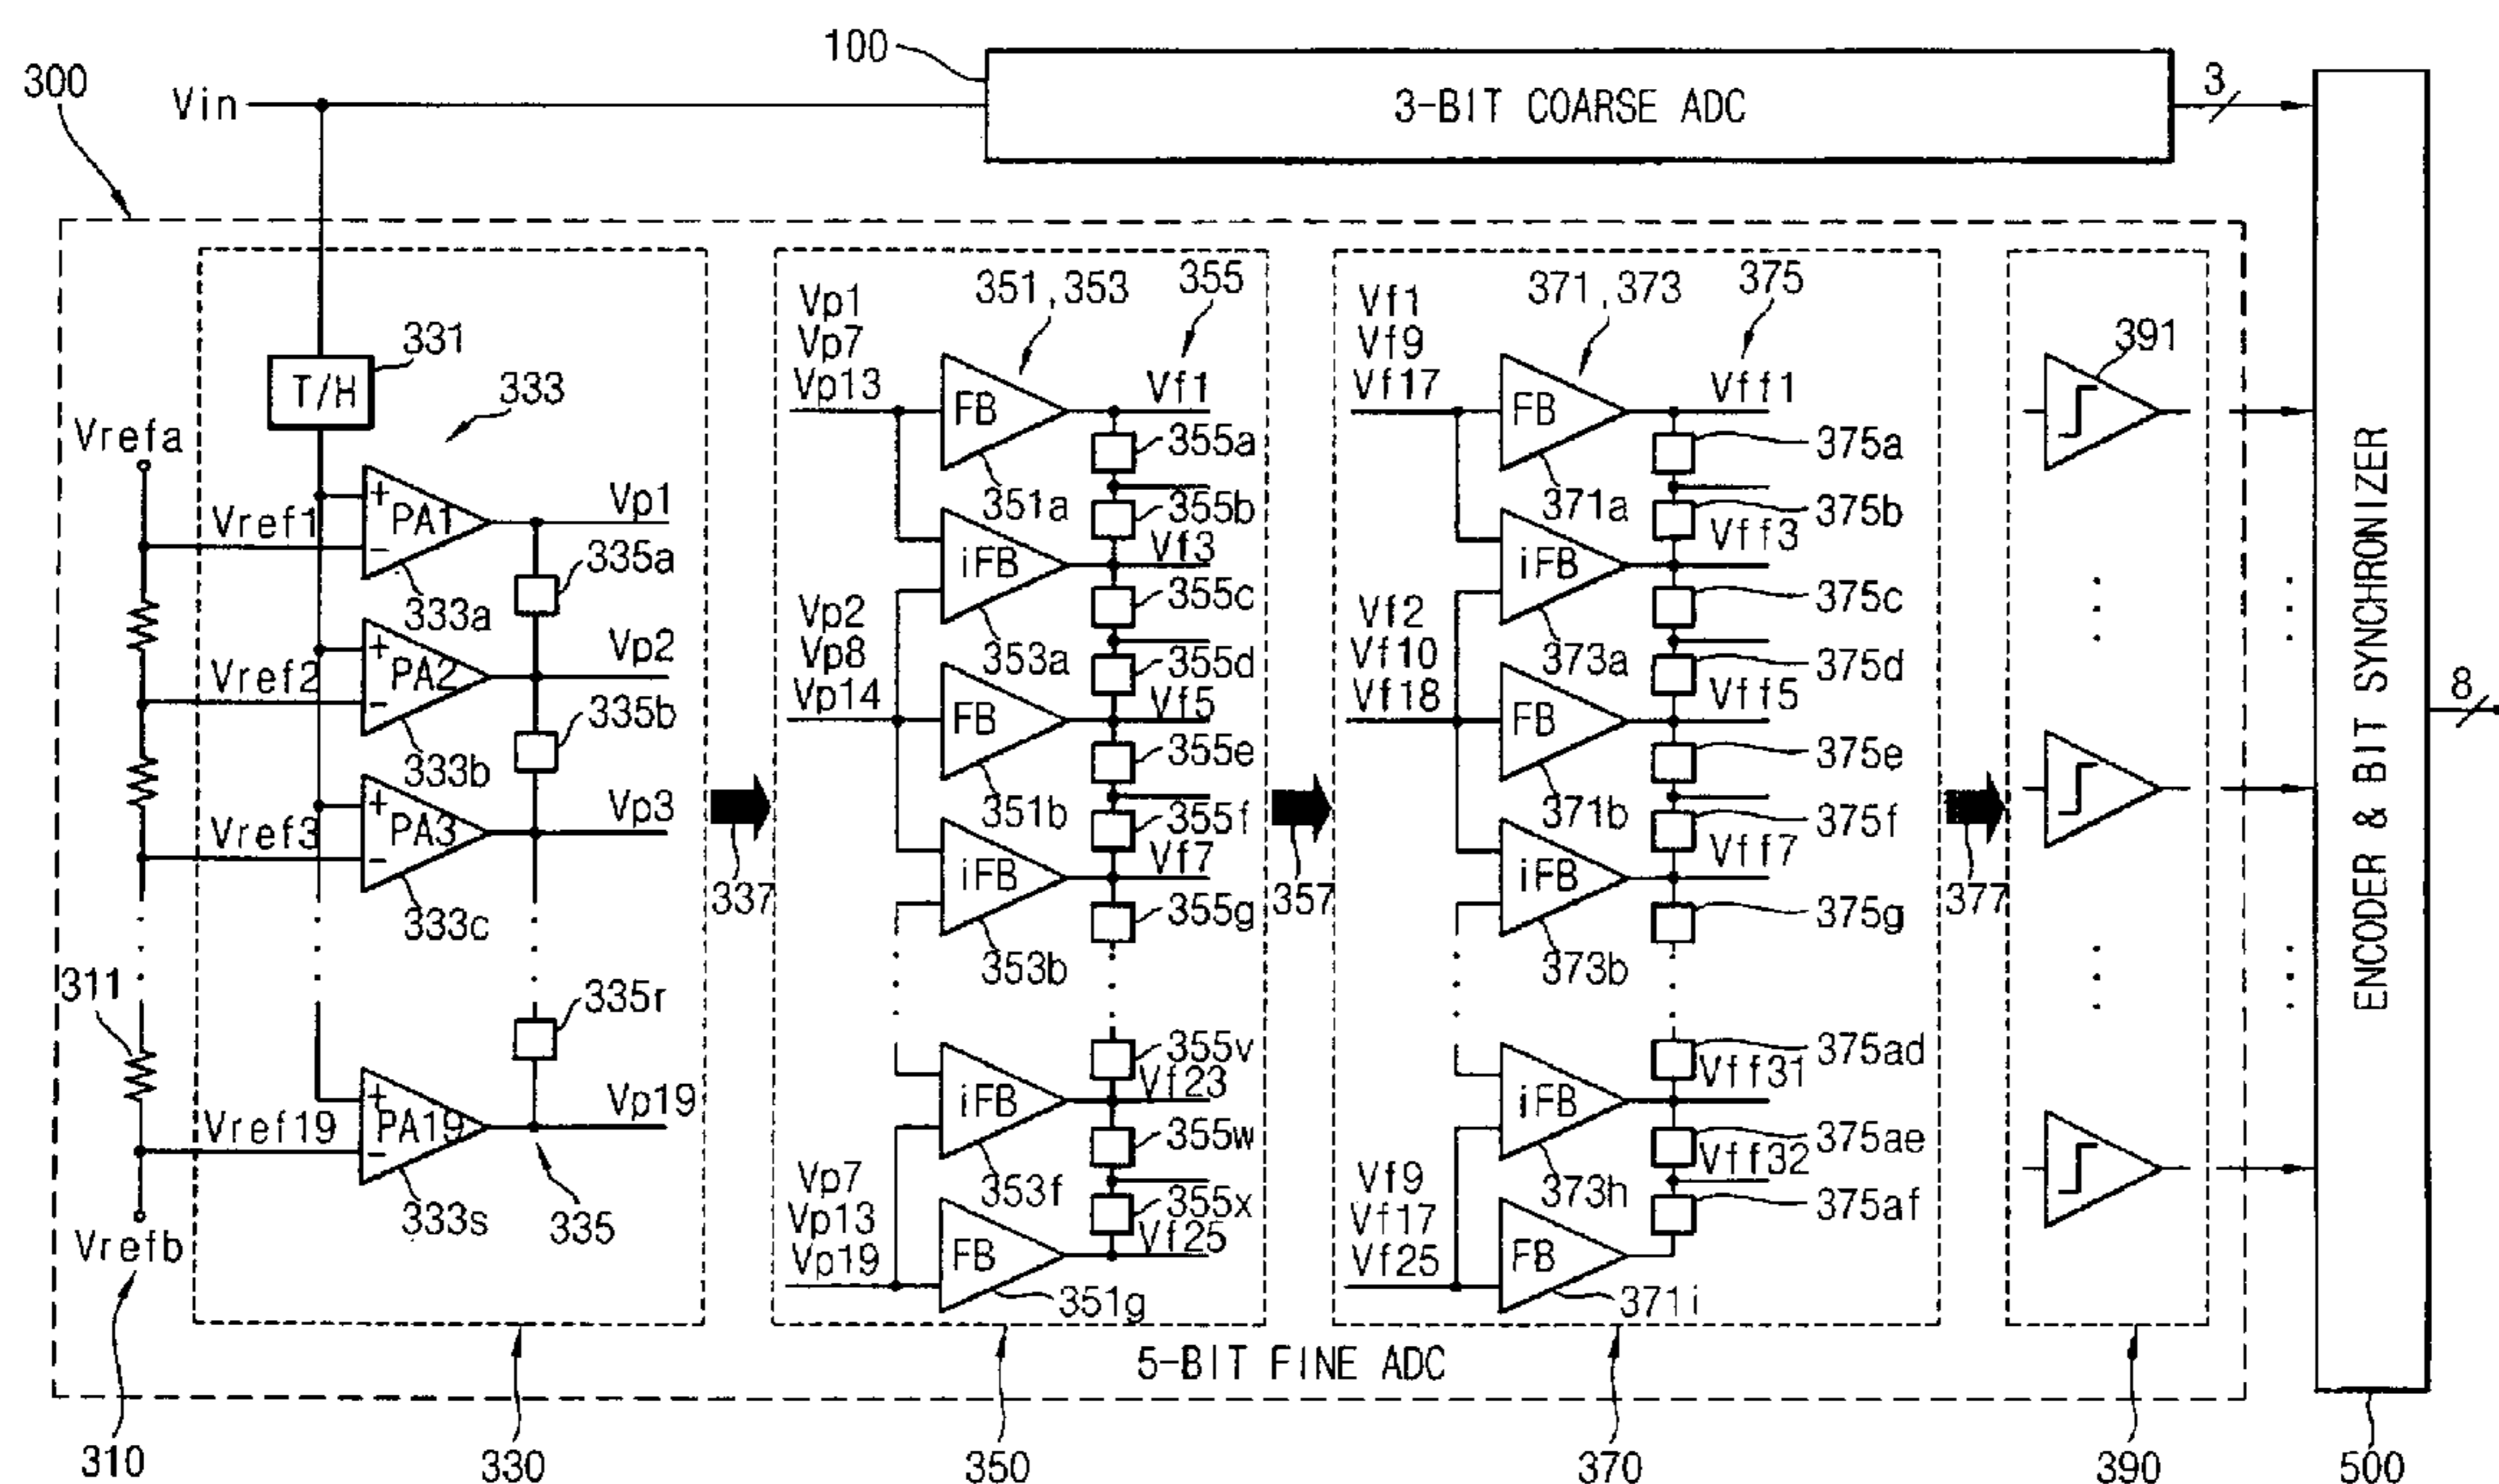 100
3-BIT COARSE ADC
3
300
Vin
331
T/H
333
Vrefa
Vref1
PA1
+
-
Vp1
335a
333a
Vref2
PA2
+
-
Vp2
335b
333b
Vref3
PA3
+
-
Vp3
333c
311
335r
Vref19
PA19
+
-
Vp19
333s
335
Vrefb
310
330
337
351,353
355
Vp1
Vp7
Vp13
FB
Vf1
355a
351a
355b
iFB
Vf3
355c
Vp2
Vp8
Vp14
353a
355d
FB
Vf5
355e
351b
355f
iFB
Vf7
355g
353b
355v
iFB
Vf23
355w
353f
355x
Vp7
Vp13
Vp19
FB
Vf25
351g
350
357
371,373
375
Vf1
Vf9
Vf17
FB
Vff1
375a
371a
375b
iFB
Vff3
375c
Vf2
Vf10
Vf18
373a
375d
FB
Vff5
375e
371b
375f
iFB
Vff7
375g
373b
375ad
iFB
Vff31
375ae
Vff32
373h
375af
Vf9
Vf17
Vf25
FB
371i
370
377
391
390
5-BIT FINE ADC
ENCODER & BIT SYNCHRONIZER
8
500